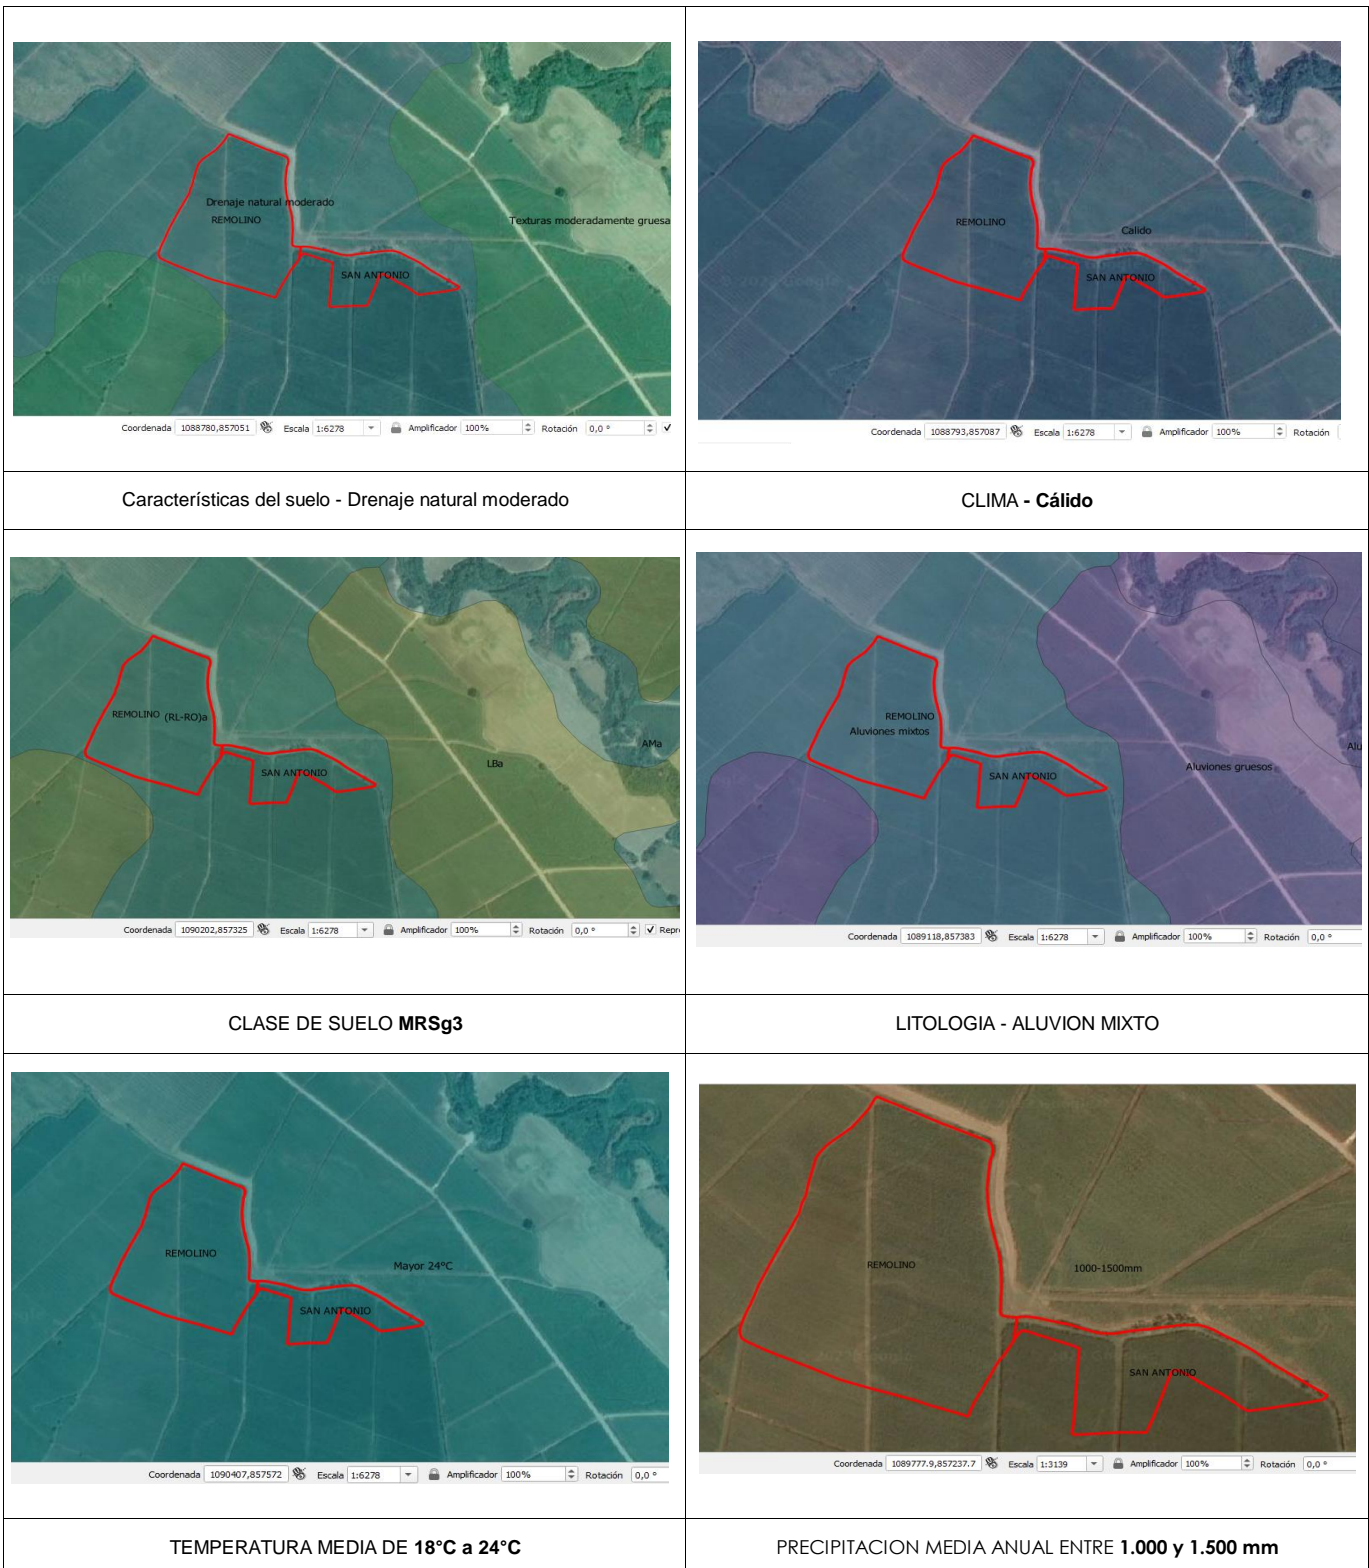 Drenaje natural moderado
REMOLINO
Texturas moderadamente gruesa
SAN ANTONIO
Coordenada 1088780,857051 Escala 1:6278 Amplificador 100% Rotación 0,0 °
REMOLINO
Calido
SAN ANTONIO
Coordenada 1088793,857087 Escala 1:6278 Amplificador 100% Rotación
Características del suelo - Drenaje natural moderado
CLIMA - Cálido
REMOLINO (RL-RO)a
AMa
LBa
SAN ANTONIO
Coordenada 1090202,857325 Escala 1:6278 Amplificador 100% Rotación 0,0 ° Repr
REMOLINO
Aluviones mixtos
Alu
Aluviones gruesos
SAN ANTONIO
Coordenada 1089118,857383 Escala 1:6278 Amplificador 100% Rotación 0,0 °
CLASE DE SUELO MRSg3
LITOLOGIA - ALUVION MIXTO
REMOLINO
Mayor 24°C
SAN ANTONIO
Coordenada 1090407,857572 Escala 1:6278 Amplificador 100% Rotación 0,0 °
REMOLINO
1000-1500mm
SAN ANTONIO
Coordenada 1089777.9,857237.7 Escala 1:3139 Amplificador 100% Rotación 0,0 °
TEMPERATURA MEDIA DE 18°C a 24°C
PRECIPITACION MEDIA ANUAL ENTRE 1.000 y 1.500 mm